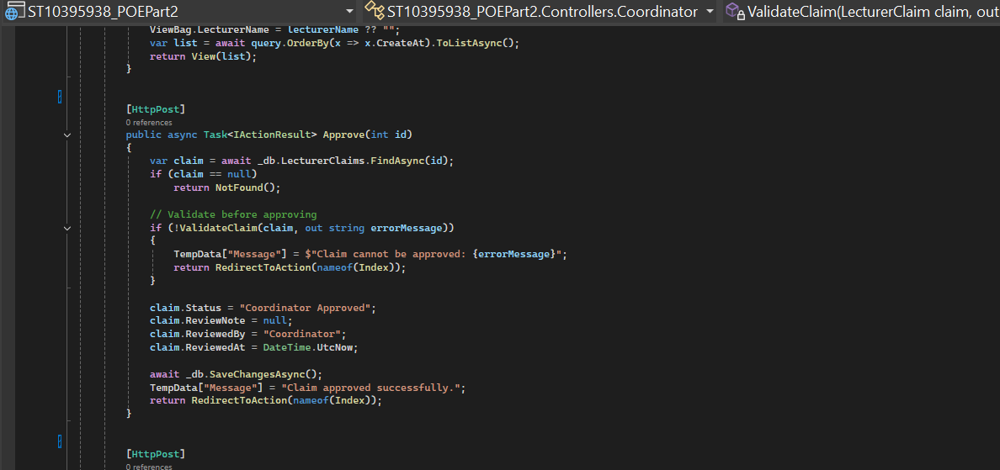 ST10395938_POEPart2 ST10395938_POEPart2.Controllers.Coordinator ValidateClaim(LecturerClaim claim, out
ViewBag.LecturerName = lecturerName ?? "";
var list = await query.OrderBy(x => x.CreateAt).ToListAsync();
return View(list);
}
[HttpPost]
0 references
public async Task<IActionResult> Approve(int id)
{
var claim = await _db.LecturerClaims.FindAsync(id);
if (claim == null)
return NotFound();
// Validate before approving
if (!ValidateClaim(claim, out string errorMessage))
{
TempData["Message"] = $"Claim cannot be approved: {errorMessage}";
return RedirectToAction(nameof(Index));
}
claim.Status = "Coordinator Approved";
claim.ReviewNote = null;
claim.ReviewedBy = "Coordinator";
claim.ReviewedAt = DateTime.UtcNow;
await _db.SaveChangesAsync();
TempData["Message"] = "Claim approved successfully.";
return RedirectToAction(nameof(Index));
}
[HttpPost]
0 references